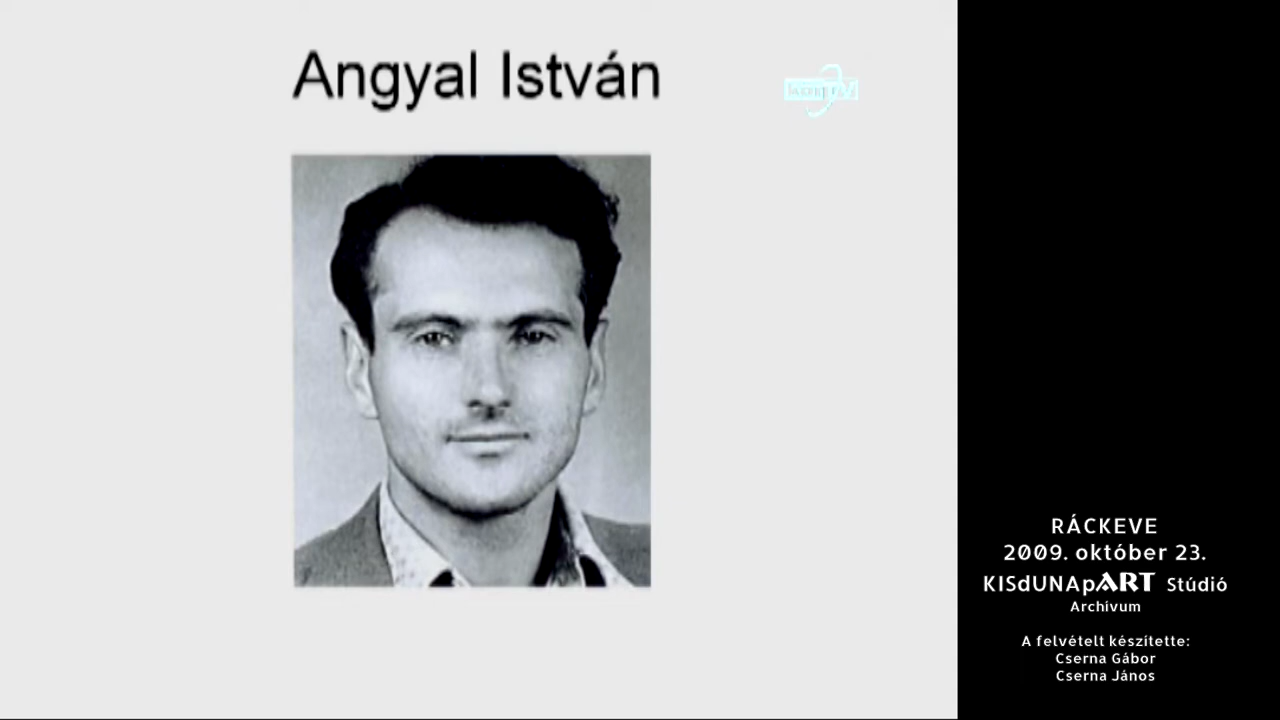 Angyal István
RÁCKEVE
2009. október 23.
KISdUNApART Stúdió
Archívum
A felvételt készítette:
Cserna Gábor
Cserna János